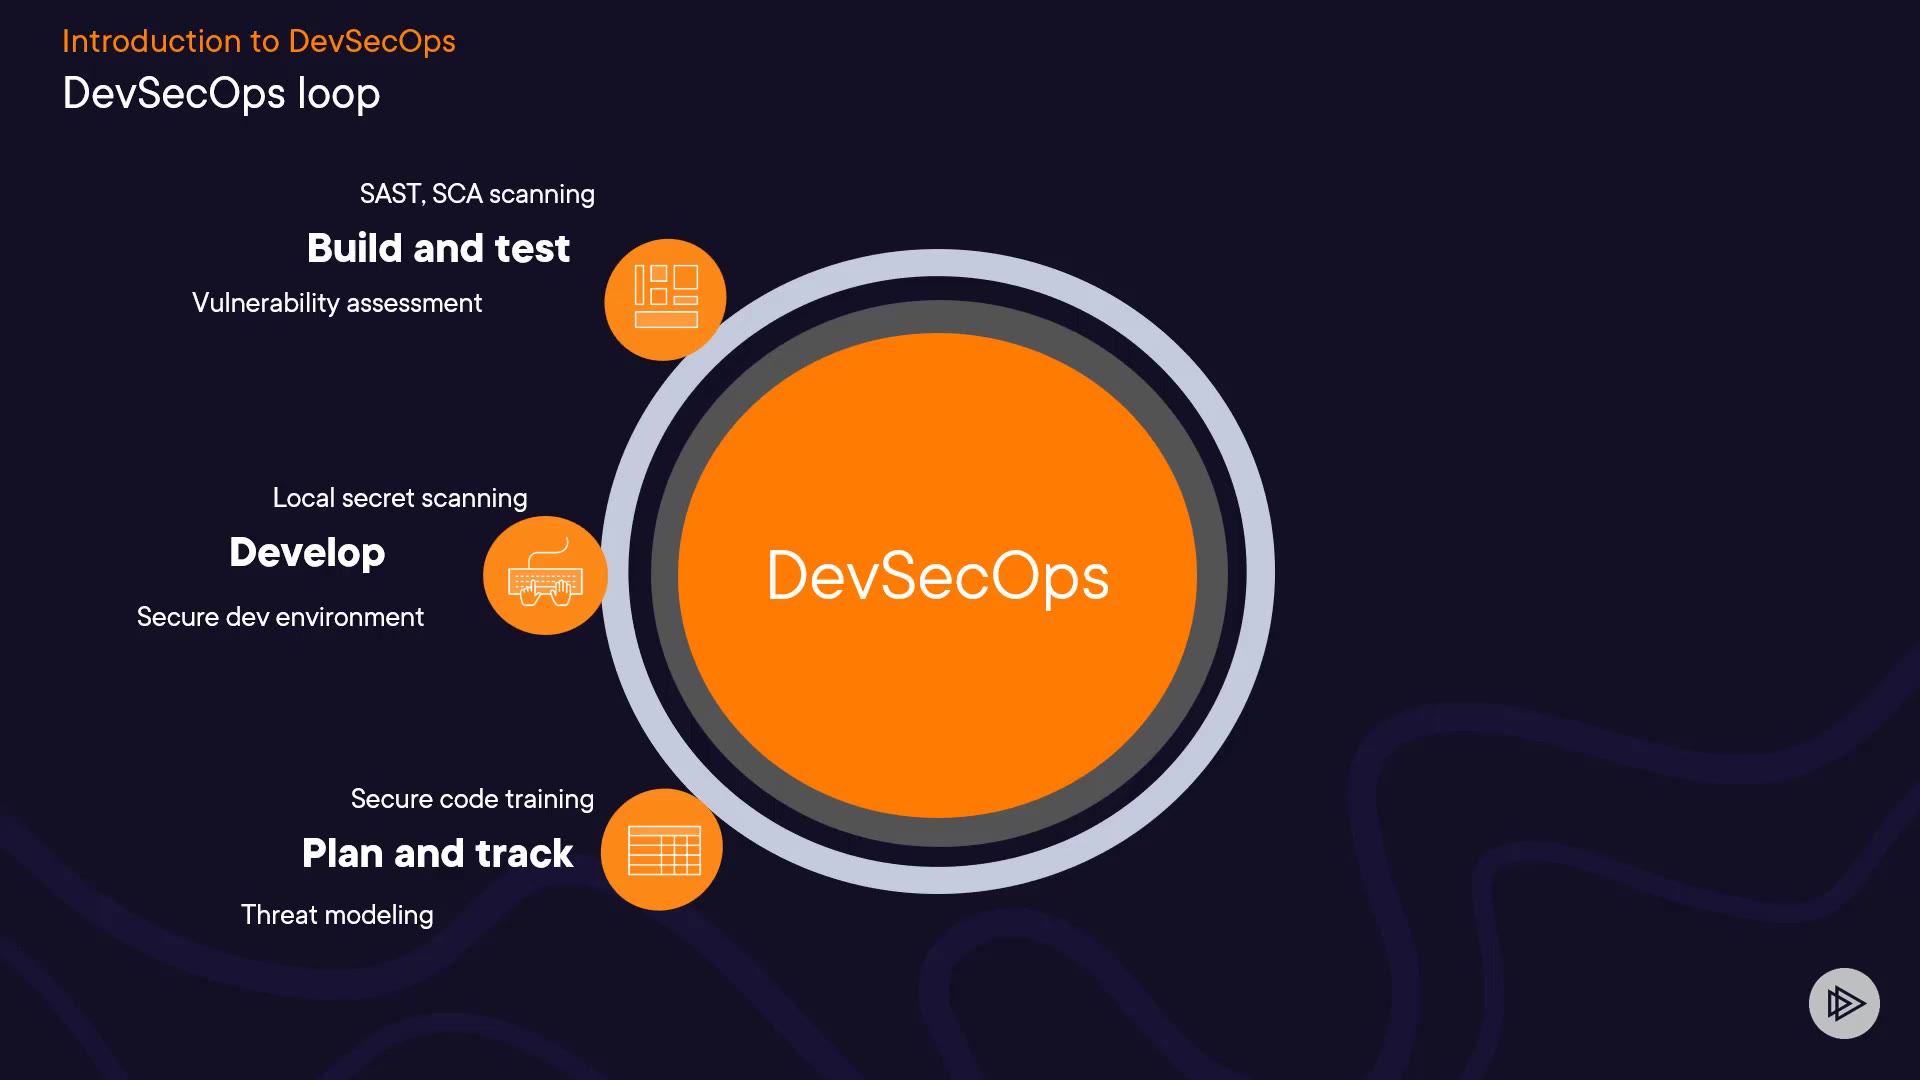 Introduction to DevSecOps
DevSecOps loop
SAST, SCA scanning
Build and test
Vulnerability assessment
Local secret scanning
Develop
Secure dev environment
Secure code training
Plan and track
Threat modeling
DevSecOps